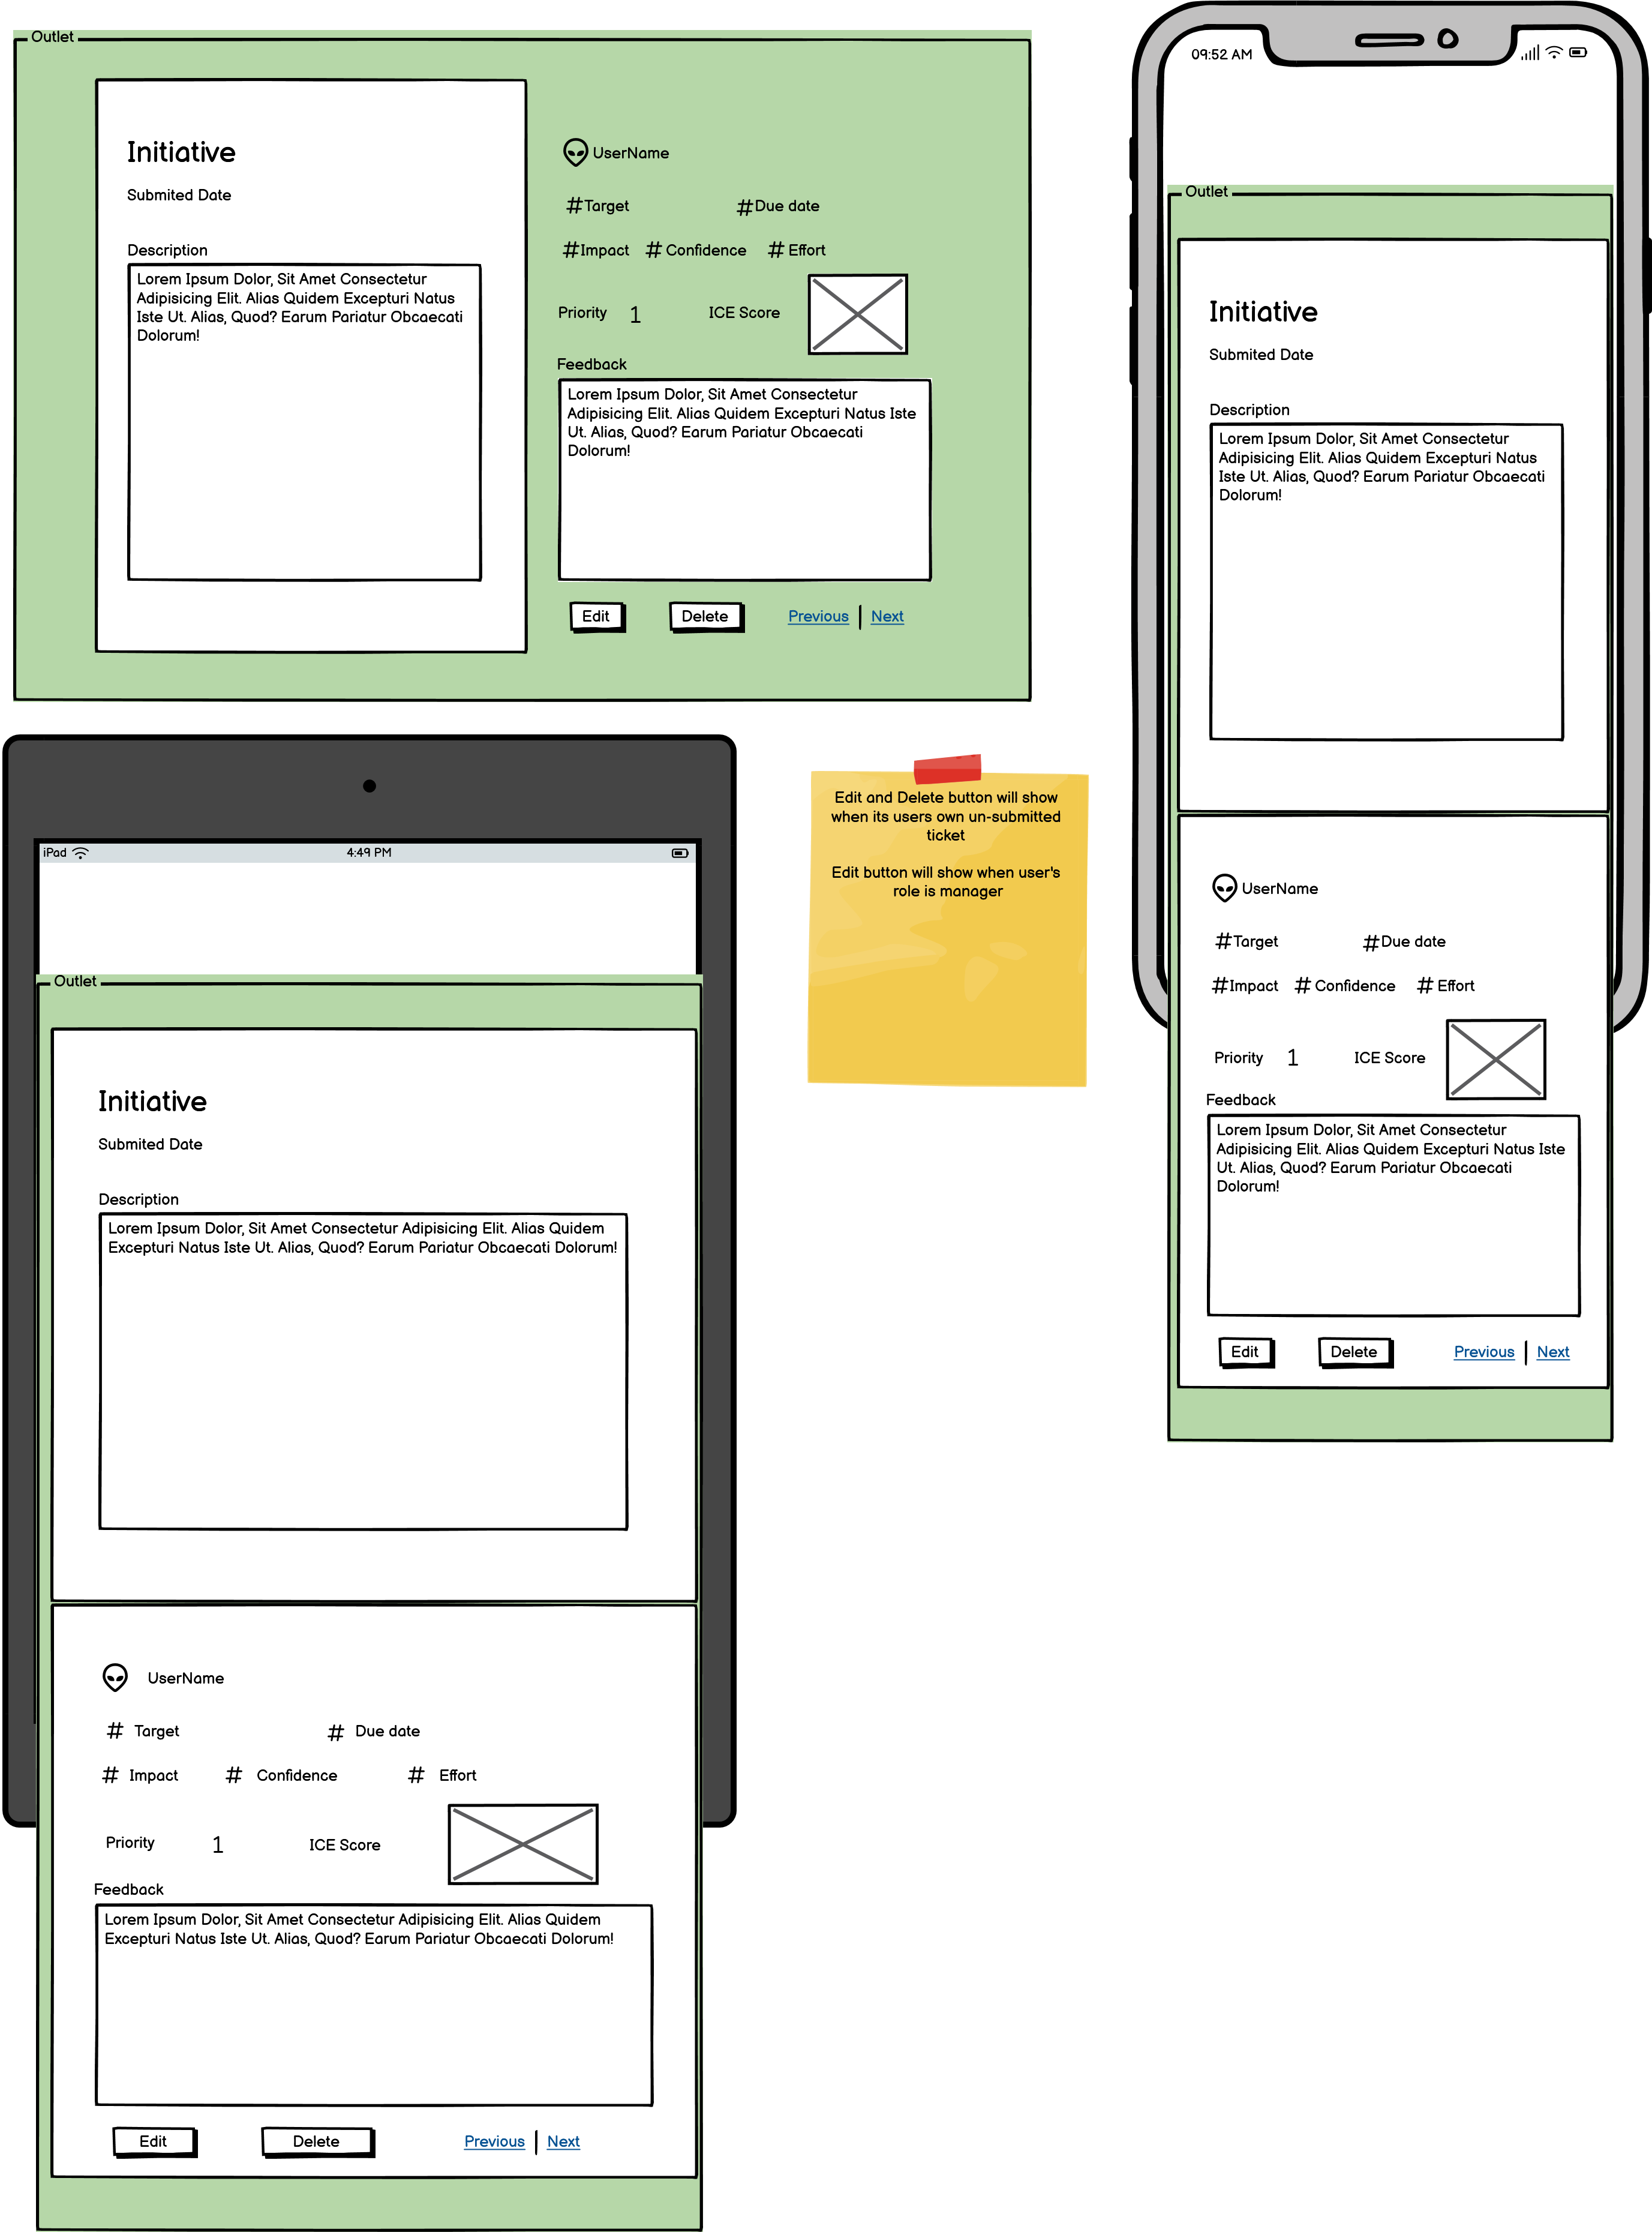 Outlet
Initiative
Submited Date
Description
Lorem Ipsum Dolor, Sit Amet Consectetur
Adipisicing Elit. Alias Quidem Excepturi Natus
Iste Ut. Alias, Quod? Earum Pariatur Obcaecati
Dolorum!
UserName
#Target #Due date
#Impact # Confidence # Effort
Priority 1 ICE Score
Feedback
Lorem Ipsum Dolor, Sit Amet Consectetur
Adipisicing Elit. Alias Quidem Excepturi Natus Iste
Ut. Alias, Quod? Earum Pariatur Obcaecati
Dolorum!
Edit Delete Previous | Next
09:52 AM
Outlet
Initiative
Submited Date
Description
Lorem Ipsum Dolor, Sit Amet Consectetur
Adipisicing Elit. Alias Quidem Excepturi Natus
Iste Ut. Alias, Quod? Earum Pariatur Obcaecati
Dolorum!
UserName
#Target #Due date
#Impact # Confidence # Effort
Priority 1 ICE Score
Feedback
Lorem Ipsum Dolor, Sit Amet Consectetur
Adipisicing Elit. Alias Quidem Excepturi Natus Iste
Ut. Alias, Quod? Earum Pariatur Obcaecati
Dolorum!
Edit Delete Previous | Next
Edit and Delete button will show
when its users own un-submitted
ticket
Edit button will show when user's
role is manager
iPad 4:49 PM
Outlet
Initiative
Submited Date
Description
Lorem Ipsum Dolor, Sit Amet Consectetur Adipisicing Elit. Alias Quidem
Excepturi Natus Iste Ut. Alias, Quod? Earum Pariatur Obcaecati Dolorum!
UserName
# Target # Due date
# Impact # Confidence # Effort
Priority 1 ICE Score
Feedback
Lorem Ipsum Dolor, Sit Amet Consectetur Adipisicing Elit. Alias Quidem
Excepturi Natus Iste Ut. Alias, Quod? Earum Pariatur Obcaecati Dolorum!
Edit Delete Previous | Next